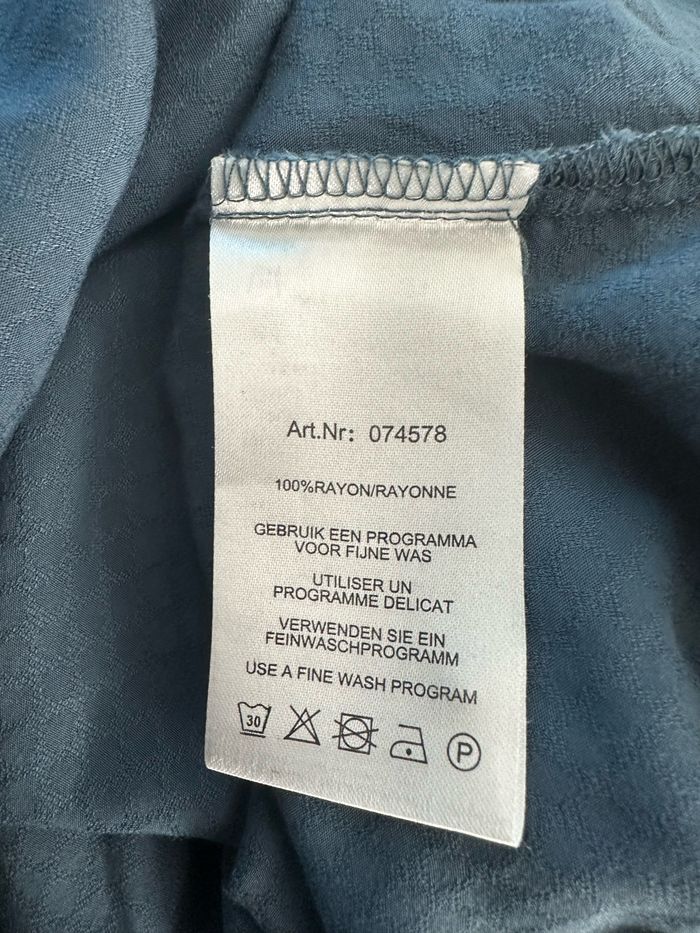 Art.Nr: 074578
100%RAYON/RAYONNE
GEBRUIK EEN PROGRAMMA
VOOR FIJNE WAS
UTILISER UN
PROGRAMME DELICAT
VERWENDEN SIE EIN
FEINWASCHPROGRAMM
USE A FINE WASH PROGRAM
30 P